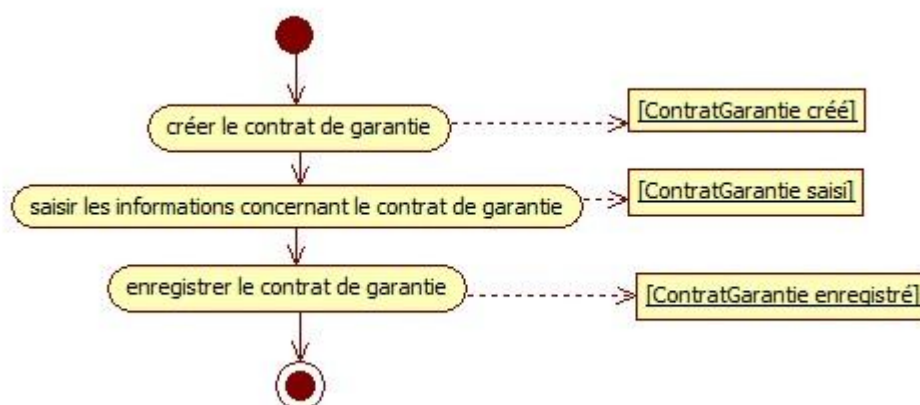 créer le contrat de garantie
[ContratGarantie créé]
saisir les informations concernant le contrat de garantie
[ContratGarantie saisi]
enregistrer le contrat de garantie
[ContratGarantie enregistré]